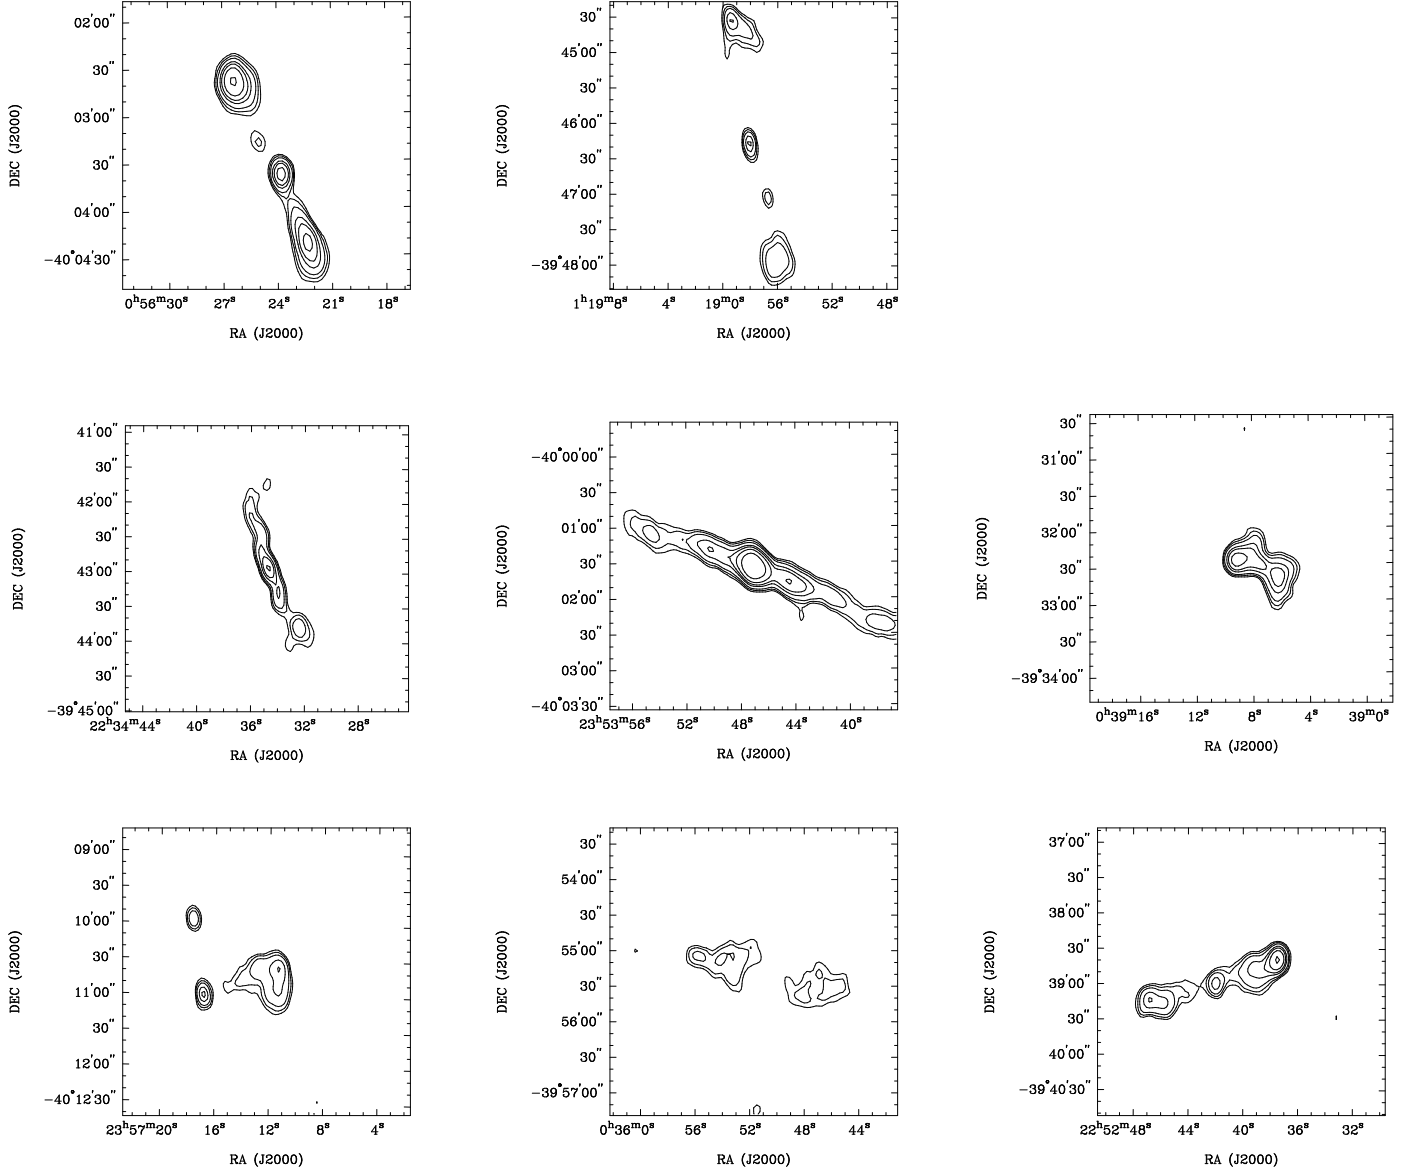 02'00"
30"
03'00"
30"
04'00"
−40°04'30"
0ʰ56ᵐ30ˢ 27ˢ 24ˢ 21ˢ 18ˢ
RA (J2000)
DEC (J2000)
30"
45'00"
30"
46'00"
30"
47'00"
30"
−39°48'00"
1ʰ19ᵐ8ˢ 4ˢ 19ᵐ0ˢ 56ˢ 52ˢ 48ˢ
RA (J2000)
DEC (J2000)
41'00"
30"
42'00"
30"
43'00"
30"
44'00"
30"
−39°45'00"
22ʰ34ᵐ44ˢ 40ˢ 36ˢ 32ˢ 28ˢ
RA (J2000)
DEC (J2000)
−40°00'00"
30"
01'00"
30"
02'00"
30"
03'00"
−40°03'30"
23ʰ53ᵐ56ˢ 52ˢ 48ˢ 44ˢ 40ˢ
RA (J2000)
DEC (J2000)
30"
31'00"
30"
32'00"
30"
33'00"
30"
−39°34'00"
0ʰ39ᵐ16ˢ 12ˢ 8ˢ 4ˢ 39ᵐ0ˢ
RA (J2000)
DEC (J2000)
09'00"
30"
10'00"
30"
11'00"
30"
12'00"
−40°12'30"
23ʰ57ᵐ20ˢ 16ˢ 12ˢ 8ˢ 4ˢ
RA (J2000)
DEC (J2000)
30"
54'00"
30"
55'00"
30"
56'00"
30"
−39°57'00"
0ʰ36ᵐ0ˢ 56ˢ 52ˢ 48ˢ 44ˢ
RA (J2000)
DEC (J2000)
37'00"
30"
38'00"
30"
39'00"
30"
40'00"
−39°40'30"
22ʰ52ᵐ48ˢ 44ˢ 40ˢ 36ˢ 32ˢ
RA (J2000)
DEC (J2000)